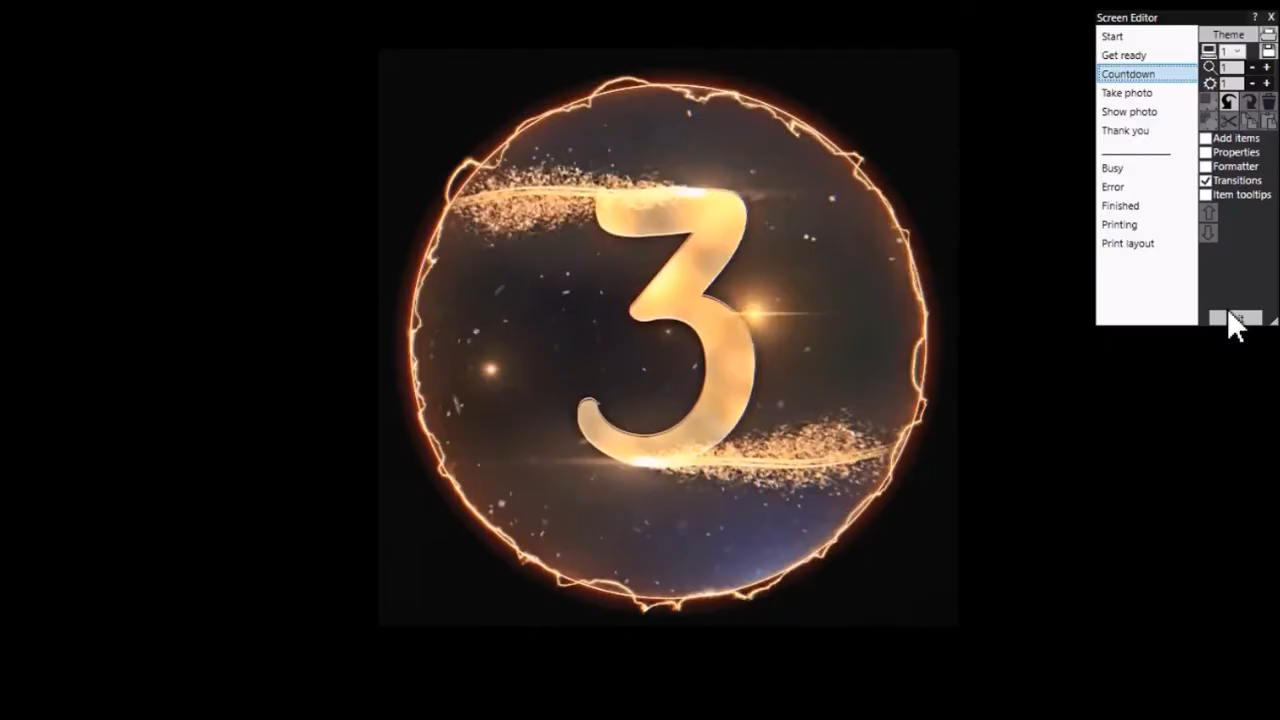 Screen Editor ? X
Start
Get ready
Countdown
Take photo
Show photo
Thank you
Busy
Error
Finished
Printing
Print layout
Theme
1
1 - +
1 - +
Add items
Properties
Formatter
Transitions
Item tooltips
3